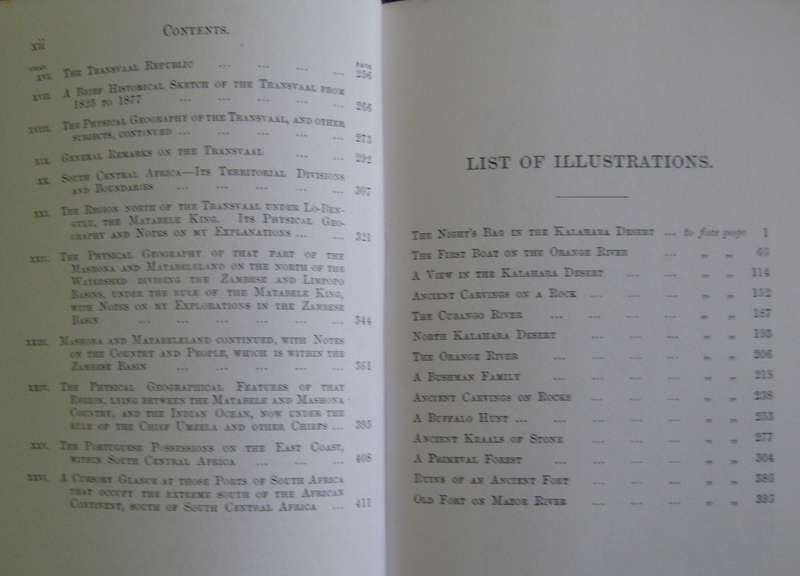 xii
CONTENTS.
CHAP. PAGE
XVI. THE TRANSVAAL REPUBLIC ... ... ... ... 256
XVII. A BRIEF HISTORICAL SKETCH OF THE TRANSVAAL FROM
1825 TO 1877 ... ... ... ... ... 266
XVIII. THE PHYSICAL GEOGRAPHY OF THE TRANSVAAL, AND OTHER
SUBJECTS, CONTINUED ... ... ... ... ... 273
XIX. GENERAL REMARKS ON THE TRANSVAAL ... ... 292
XX. SOUTH CENTRAL AFRICA—ITS TERRITORIAL DIVISIONS
AND BOUNDARIES ... ... ... ... ... 307
XXI. THE REGION NORTH OF THE TRANSVAAL UNDER LO-BEN-
GULU, THE MATABELE KING. ITS PHYSICAL GEO-
GRAPHY AND NOTES ON MY EXPLANATIONS ... ... 321
XXII. THE PHYSICAL GEOGRAPHY OF THAT PART OF THE
MASHONA AND MATABELELAND ON THE NORTH OF THE
WATERSHED DIVIDING THE ZAMBESE AND LIMPOPO
BASINS, UNDER THE RULE OF THE MATABELE KING,
WITH NOTES ON MY EXPLORATIONS IN THE ZAMBESE
BASIN ... ... ... ... ... ... 344
XXIII. MASHONA AND MATABELELAND CONTINUED, WITH NOTES
ON THE COUNTRY AND PEOPLE, WHICH IS WITHIN THE
ZAMBESE BASIN ... ... ... ... ... 361
XXIV. THE PHYSICAL GEOGRAPHICAL FEATURES OF THAT
REGION, LYING BETWEEN THE MATABELE AND MASHONA
COUNTRY, AND THE INDIAN OCEAN, NOW UNDER THE
RULE OF THE CHIEF UMZELA AND OTHER CHIEFS ... 395
XXV. THE PORTUGUESE POSSESSIONS ON THE EAST COAST,
WITHIN SOUTH CENTRAL AFRICA ... ... ... 408
XXVI. A CURSORY GLANCE AT THOSE PORTS OF SOUTH AFRICA
THAT OCCUPY THE EXTREME SOUTH OF THE AFRICAN
CONTINENT, SOUTH OF SOUTH CENTRAL AFRICA ... 411
LIST OF ILLUSTRATIONS.
THE NIGHT'S BAG IN THE KALAHARA DESERT ... to face page 1
THE FIRST BOAT ON THE ORANGE RIVER ... „ „
A VIEW IN THE KALAHARA DESERT ... ... „ „ 114
ANCIENT CARVINGS ON A ROCK ... ... ... „ „ 152
THE CUBANGO RIVER ... ... ... „ „ 187
NORTH KALAHARA DESERT ... ... ... „ „ 193
THE ORANGE RIVER ... ... ... „ „ 206
A BUSHMAN FAMILY ... ... ... „ „ 218
ANCIENT CARVINGS ON ROCKS ... ... ... „ „ 238
A BUFFALO HUNT ... ... ... ... „ „ 253
ANCIENT KRAALS OF STONE ... ... ... „ „ 277
A PRIMEVAL FOREST ... ... ... „ „ 304
RUINS OF AN ANCIENT FORT ... ... ... „ „ 385
OLD FORT ON MAZOE RIVER ... ... ... „ „ 385